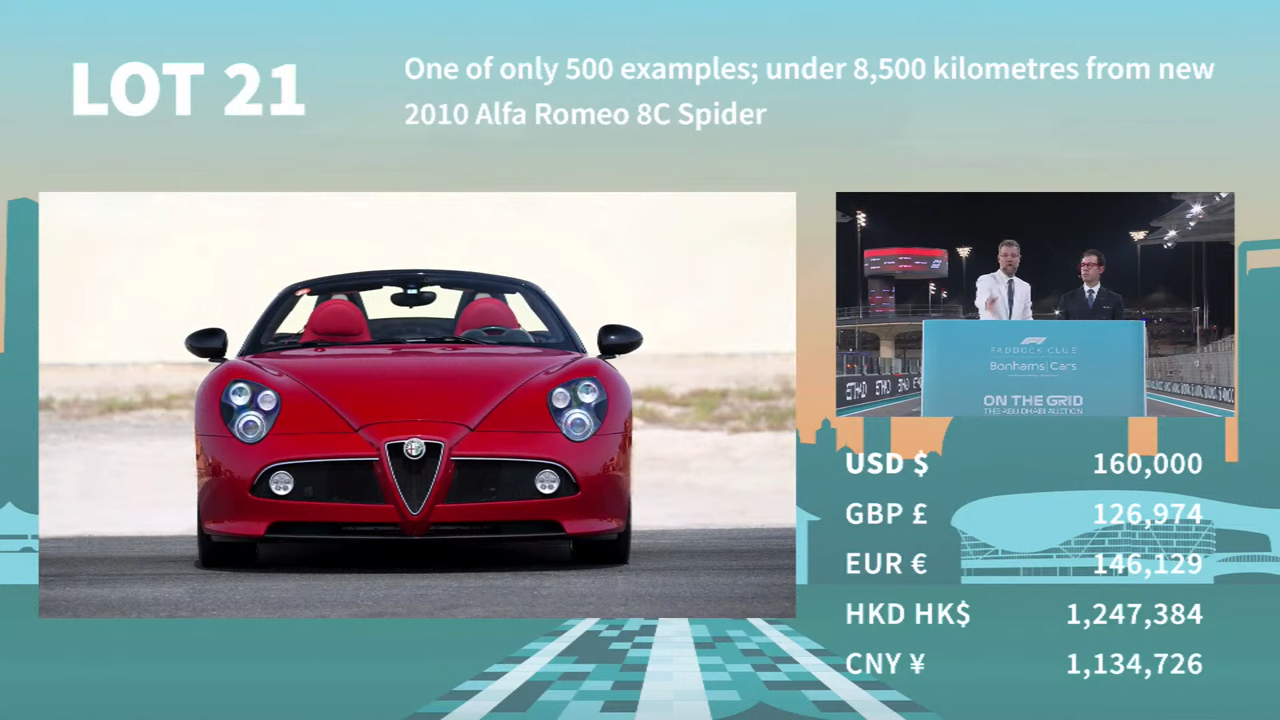 LOT 21
One of only 500 examples; under 8,500 kilometres from new
2010 Alfa Romeo 8C Spider
PADDOCK CLUB
Bonhams|Cars
ON THE GRID
THE ABU DHABI AUCTION
ETIHAD
USD $ 160,000
GBP £ 126,974
EUR € 146,129
HKD HK$ 1,247,384
CNY ¥ 1,134,726